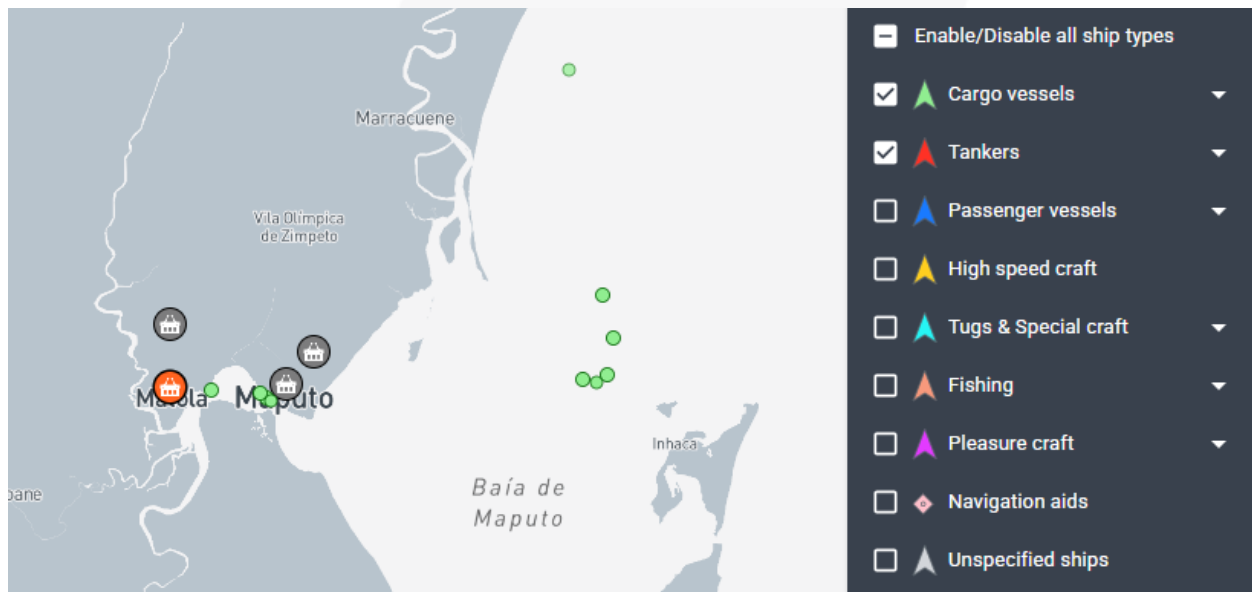 Marracuene
Vila Olímpica
de Zimpeto
Maputo
Inhaca
Baía de
Maputo
Enable/Disable all ship types
Cargo vessels
Tankers
Passenger vessels
High speed craft
Tugs & Special craft
Fishing
Pleasure craft
Navigation aids
Unspecified ships